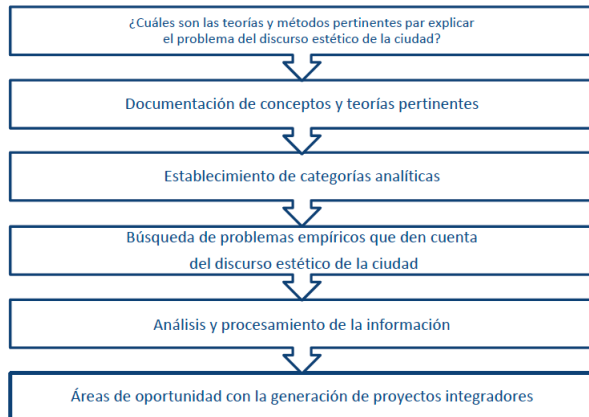 ¿Cuáles son las teorías y métodos pertinentes par explicar
el problema del discurso estético de la ciudad?
Documentación de conceptos y teorías pertinentes
Establecimiento de categorías analíticas
Búsqueda de problemas empíricos que den cuenta
del discurso estético de la ciudad
Análisis y procesamiento de la información
Áreas de oportunidad con la generación de proyectos integradores